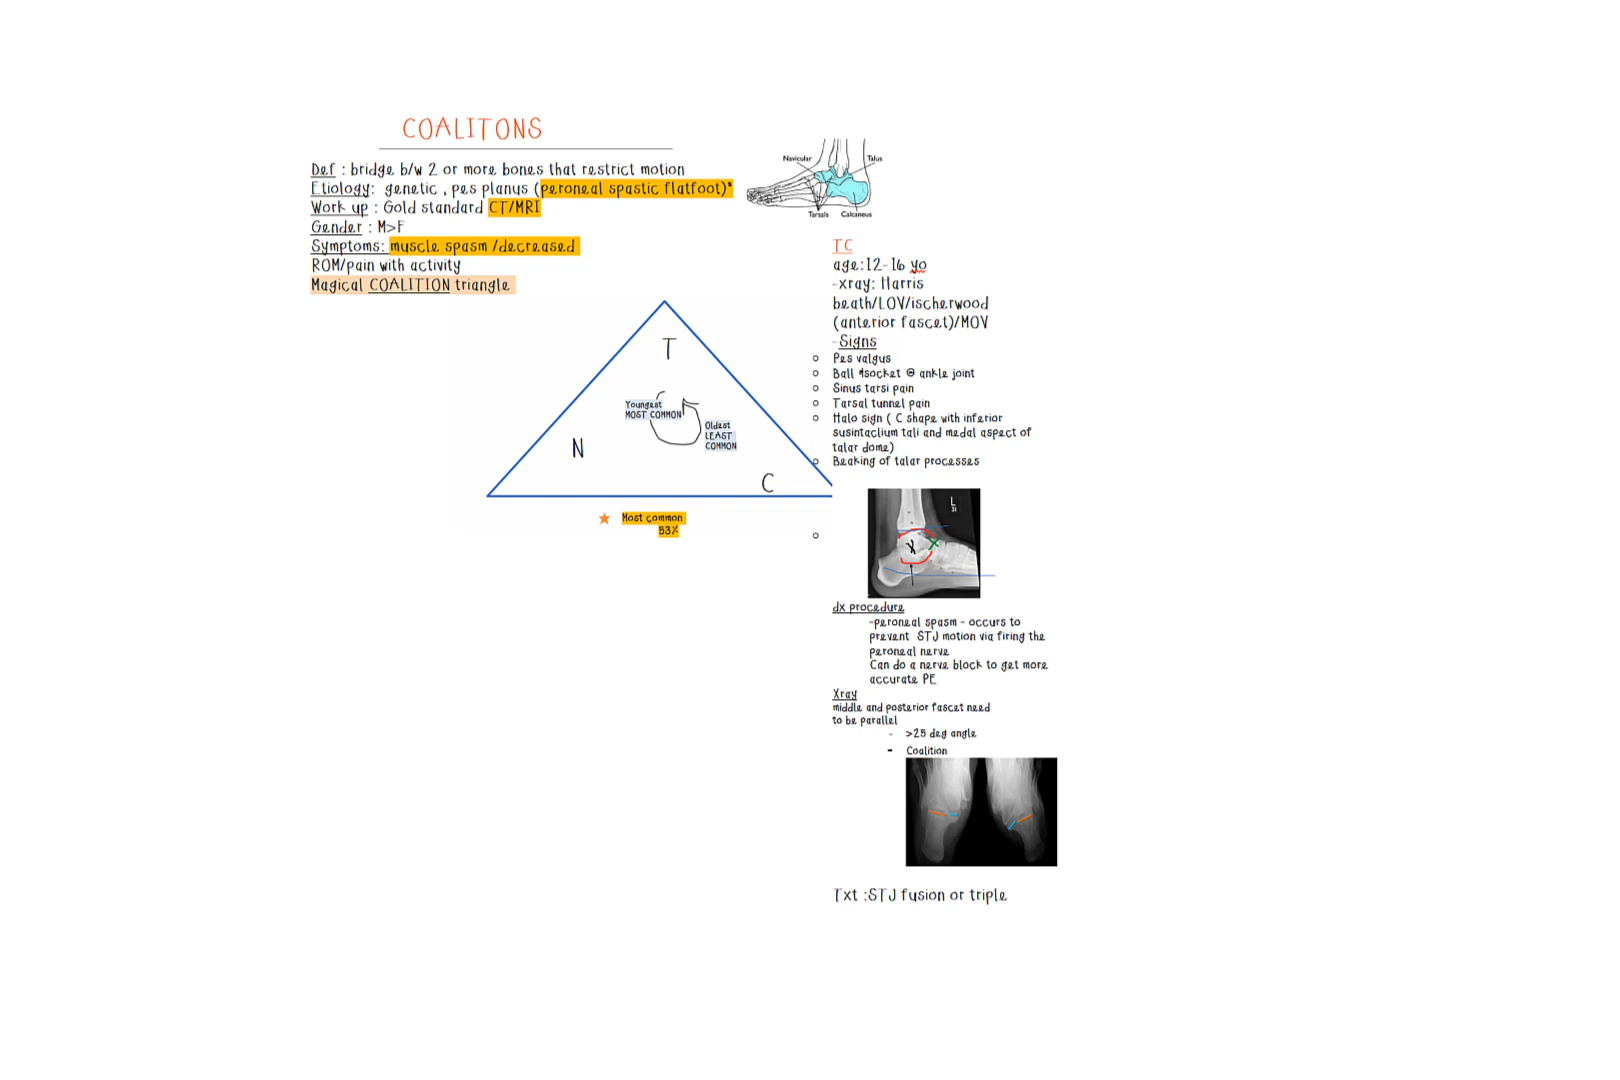 COALITONS
Def : bridge b/w 2 or more bones that restrict motion
Etiology: genetic , pes planus (peroneal spastic flatfoot)*
Work up : Gold standard CT/MRI
Gender : M>F
Symptoms: muscle spasm /decreased
ROM/pain with activity
Magical COALITION triangle
T
Youngest
MOST COMMON
Oldest
LEAST
COMMON
N
C
Most common
53%
Navicular
Talus
Tarsals
Calcaneus
TC
age:12-16 yo
-xray: Harris
beath/LOV/ischerwood
(anterior fascet)/MOV
-Signs
Pes valgus
Ball &socket @ ankle joint
Sinus tarsi pain
Tarsal tunnel pain
Halo sign ( C shape with inferior
susintaclium tali and medal aspect of
talar dome)
Beaking of talar processes
L
X
X
dx procedure
-peroneal spasm - occurs to
prevent STJ motion via firing the
peroneal nerve
Can do a nerve block to get more
accurate PE
Xray
middle and posterior fascet need
to be parallel
- >25 deg angle
- Coalition
Txt :STJ fusion or triple